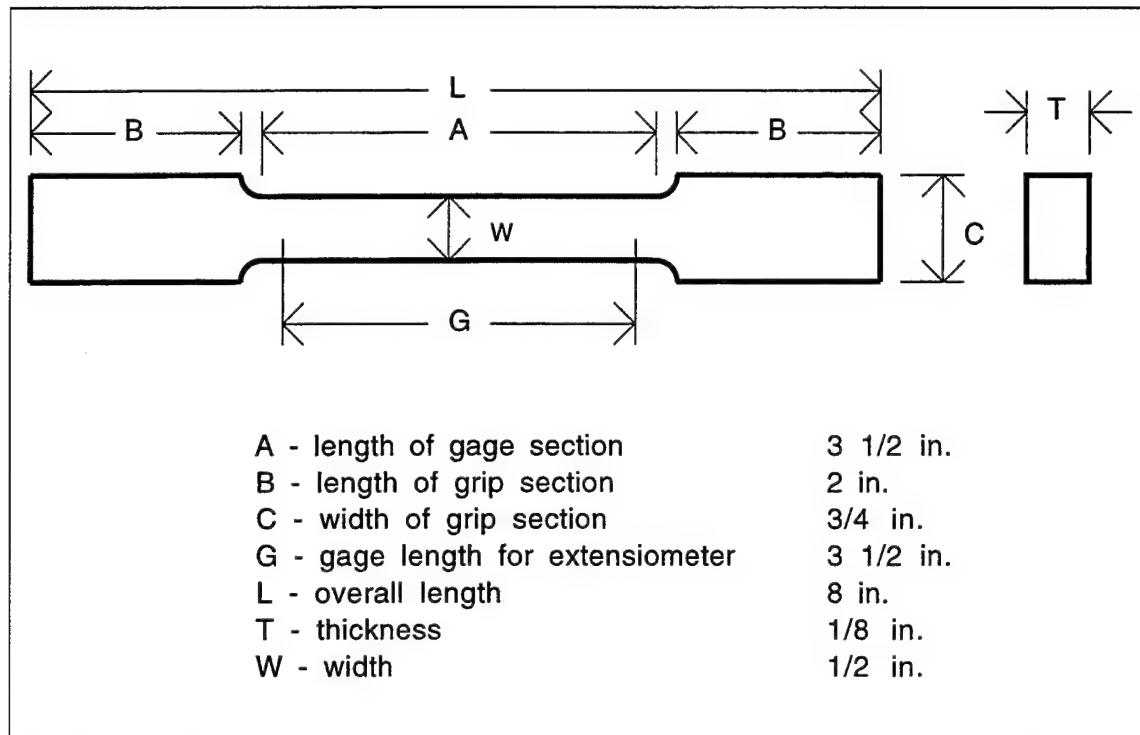 L
B A B T
W C
G
A - length of gage section 3 1/2 in.
B - length of grip section 2 in.
C - width of grip section 3/4 in.
G - gage length for extensiometer 3 1/2 in.
L - overall length 8 in.
T - thickness 1/8 in.
W - width 1/2 in.